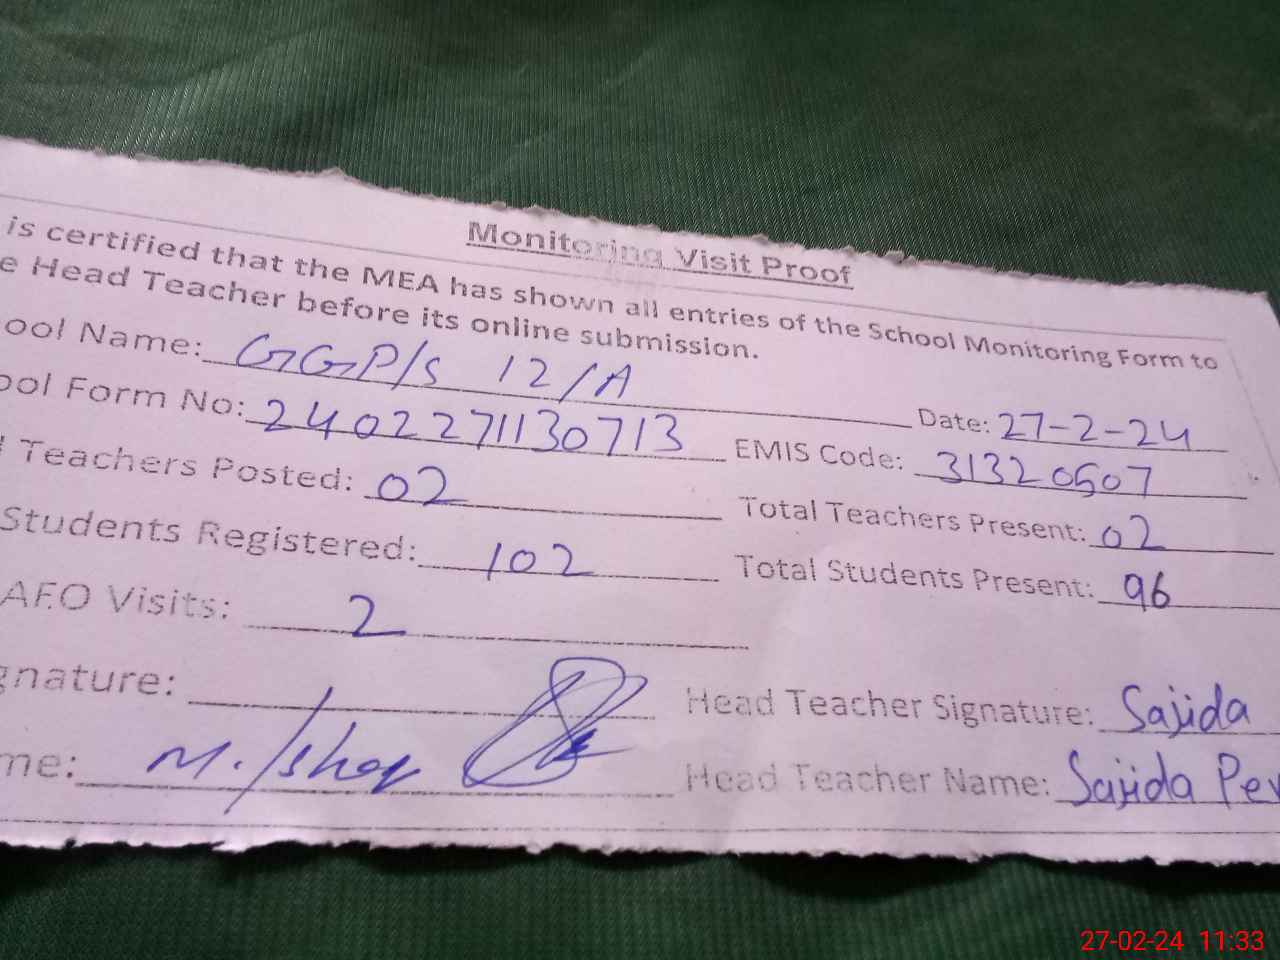 Monitoring Visit Proof
is certified that the MEA has shown all entries of the School Monitoring Form to
e Head Teacher before its online submission.
ool Name: GGP/S 12/A Date: 27-2-24
ool Form No: 2402271130713 EMIS Code: 31320507
Teachers Posted: 02 Total Teachers Present: 02
Students Registered: 102 Total Students Present: 96
AEO Visits: 2
gnature: Head Teacher Signature: Sajida
me: M. Head Teacher Name: Sajida Per
27-02-24 11:33